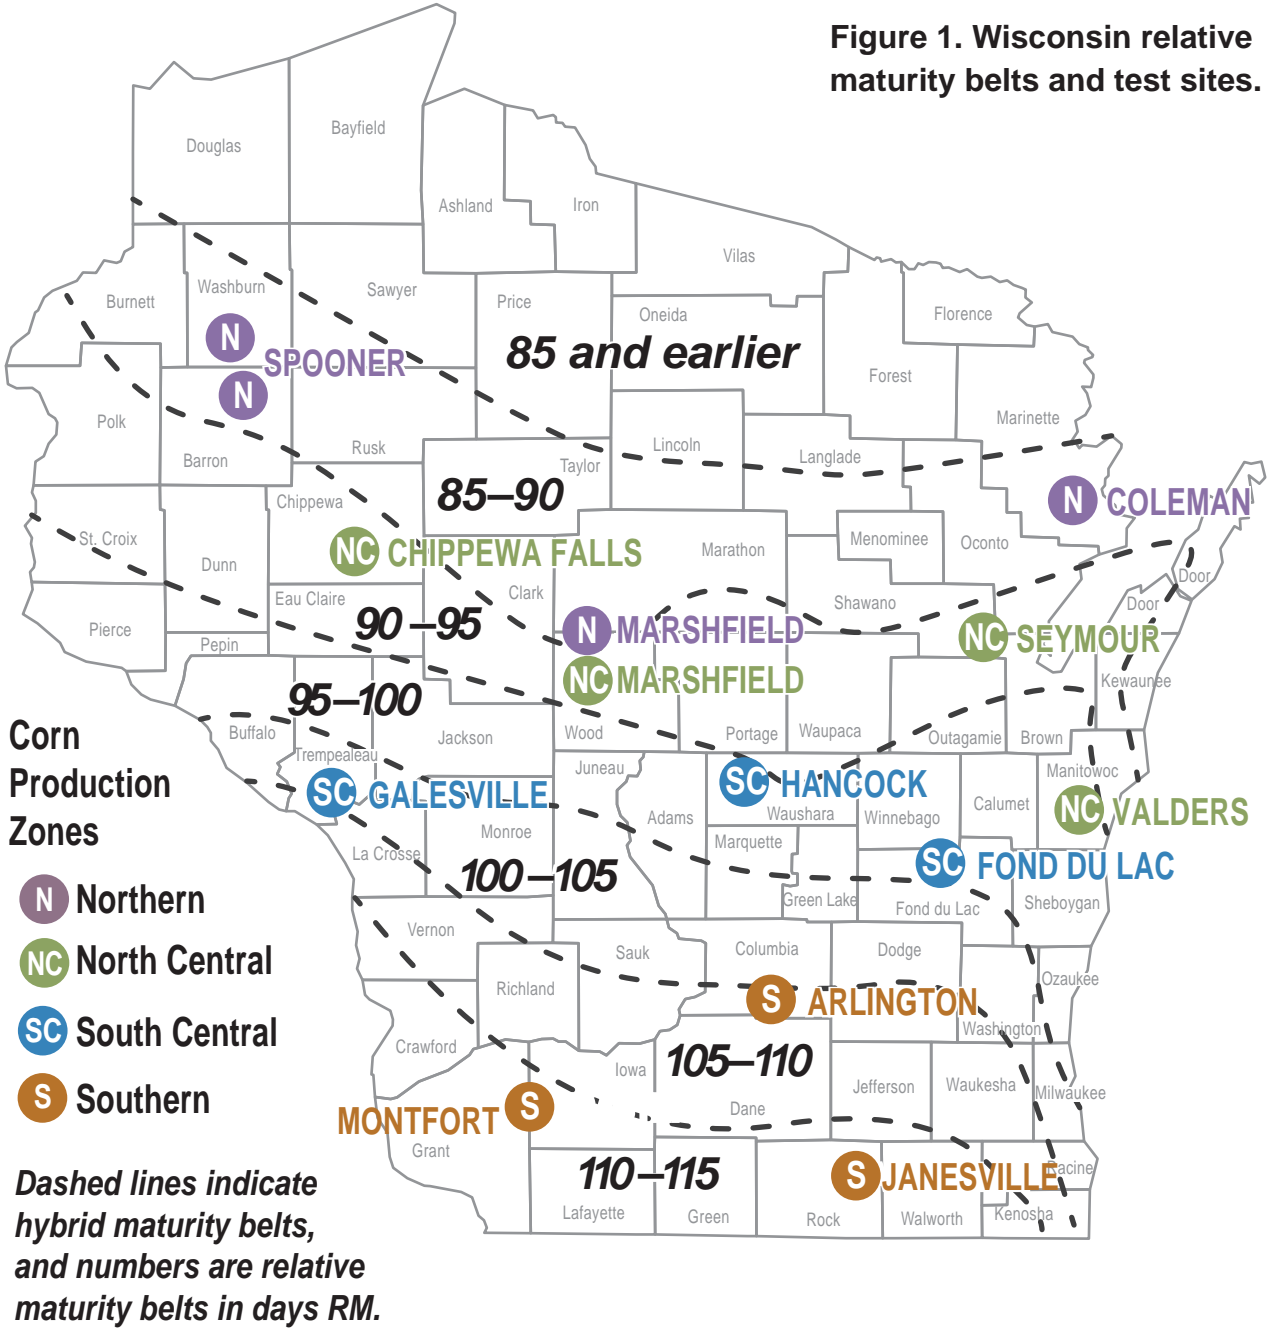 Figure 1. Wisconsin relative
maturity belts and test sites.
Douglas
Bayfield
Ashland
Iron
Vilas
Burnett
Washburn
Sawyer
Price
Oneida
Florence
N
SPOONER
85 and earlier
N
Forest
Marinette
Polk
Barron
Rusk
Taylor
Lincoln
Langlade
85–90
Chippewa
N COLEMAN
St. Croix
Dunn
NC CHIPPEWA FALLS
Marathon
Menominee
Oconto
Door
Eau Claire
Clark
Shawano
Door
Pierce
Pepin
90–95
N MARSHFIELD
NC SEYMOUR
NC MARSHFIELD
Kewaunee
95–100
Buffalo
Trempealeau
Jackson
Wood
Portage
Waupaca
Outagamie
Brown
Corn
Production
Zones
Juneau
Manitowoc
SC GALESVILLE
SC HANCOCK
Adams
Waushara
Winnebago
Calumet
NC VALDERS
La Crosse
Monroe
Marquette
SC FOND DU LAC
100–105
Green Lake
Fond du Lac
Sheboygan
N Northern
NC North Central
SC South Central
S Southern
Vernon
Sauk
Columbia
Dodge
Richland
Ozaukee
S ARLINGTON
Washington
Crawford
Iowa
105–110
Jefferson
Waukesha
Milwaukee
MONTFORT S
Dane
Grant
110–115
S JANESVILLE
Racine
Lafayette
Green
Rock
Walworth
Kenosha
Dashed lines indicate
hybrid maturity belts,
and numbers are relative
maturity belts in days RM.